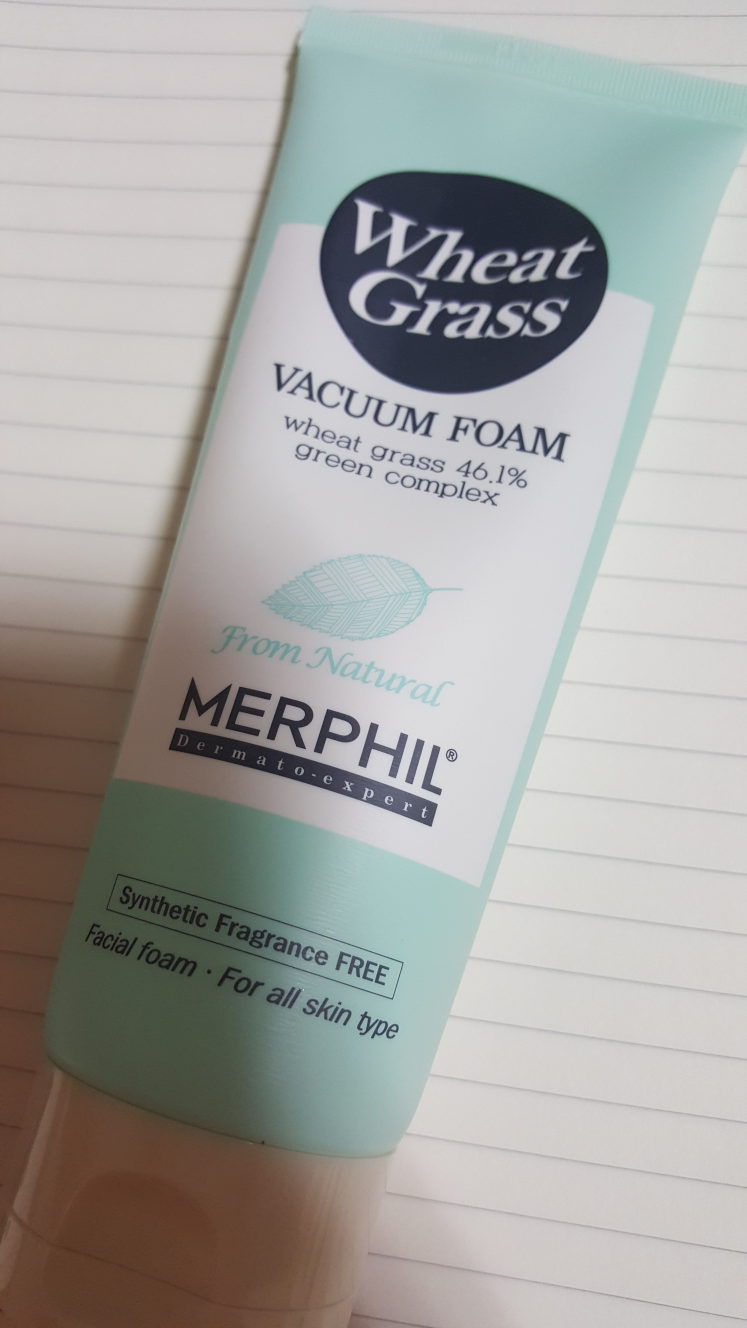 Wheat
Grass
VACUUM FOAM
wheat grass 46.1%
green complex
From Natural
MERPHIL®
Dermato-expert
Synthetic Fragrance FREE
Facial foam · For all skin type